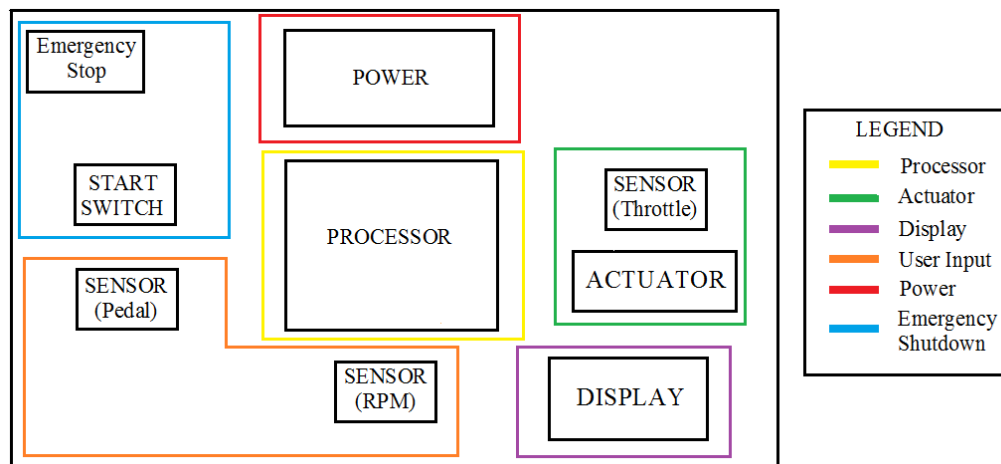 Emergency
Stop
POWER
START
SWITCH
PROCESSOR
SENSOR
(Throttle)
ACTUATOR
SENSOR
(Pedal)
SENSOR
(RPM)
DISPLAY
LEGEND
Processor
Actuator
Display
User Input
Power
Emergency
Shutdown